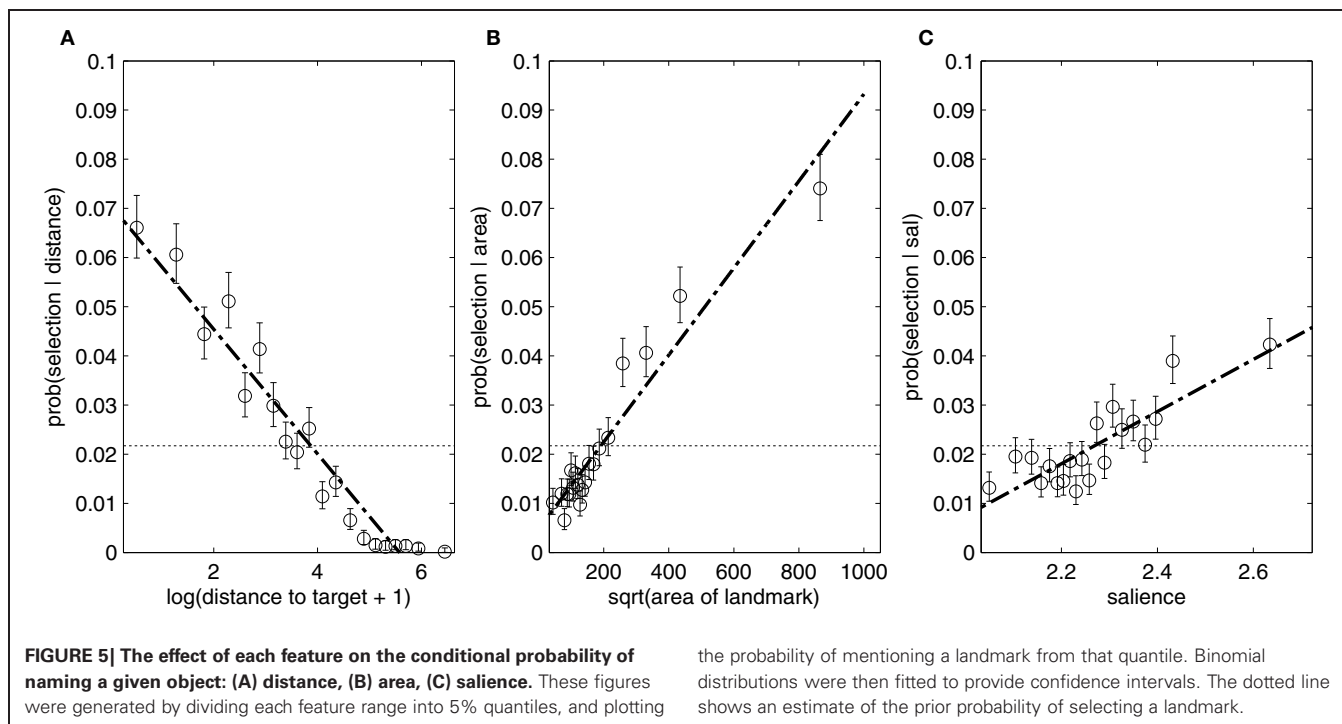 A
0.1
0.09
0.08
0.07
0.06
0.05
0.04
0.03
0.02
0.01
0
prob(selection | distance)
2 4 6
log(distance to target + 1)
B
0.1
0.09
0.08
0.07
0.06
0.05
0.04
0.03
0.02
0.01
0
prob(selection | area)
200 400 600 800 1000
sqrt(area of landmark)
C
0.1
0.09
0.08
0.07
0.06
0.05
0.04
0.03
0.02
0.01
0
prob(selection | sal)
2.2 2.4 2.6
salience
FIGURE 5| The effect of each feature on the conditional probability of
naming a given object: (A) distance, (B) area, (C) salience. These figures
were generated by dividing each feature range into 5% quantiles, and plotting
the probability of mentioning a landmark from that quantile. Binomial
distributions were then fitted to provide confidence intervals. The dotted line
shows an estimate of the prior probability of selecting a landmark.